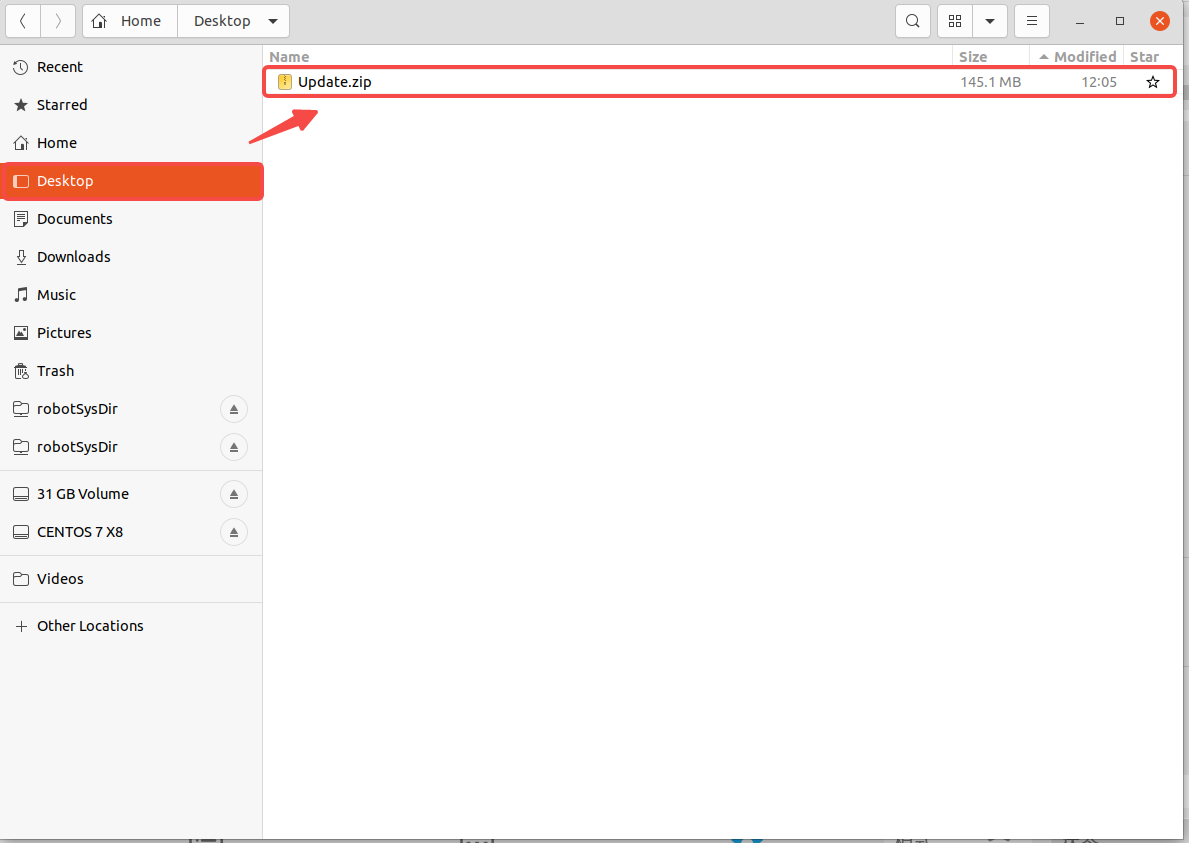 Home Desktop
Name Size Modified Star
Update.zip 145.1 MB 12:05
Recent
Starred
Home
Desktop
Documents
Downloads
Music
Pictures
Trash
robotSysDir
robotSysDir
31 GB Volume
CENTOS 7 X8
Videos
Other Locations